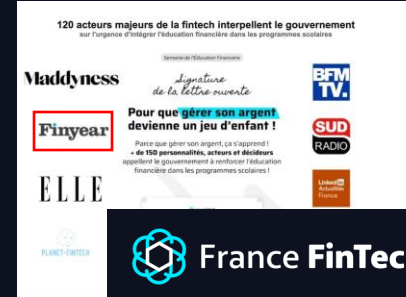 120 acteurs majeurs de la fintech interpellent le gouvernement
sur l'urgence d'intégrer l'éducation financière dans les programmes scolaires
Semaine de l'Éducation Financière
Maddyness
Signature
de la lettre ouverte
BFM
TV.
Finyear
Pour que gérer son argent
devienne un jeu d'enfant !
SUD
RADIO
Parce que gérer son argent, ça s'apprend !
+ de 150 personnalités, acteurs et décideurs
appellent le gouvernement à renforcer l'éducation
financière dans les programmes scolaires !
ELLE
LinkedIn
Actualités
France
PLANET-FINTECH
France FinTec